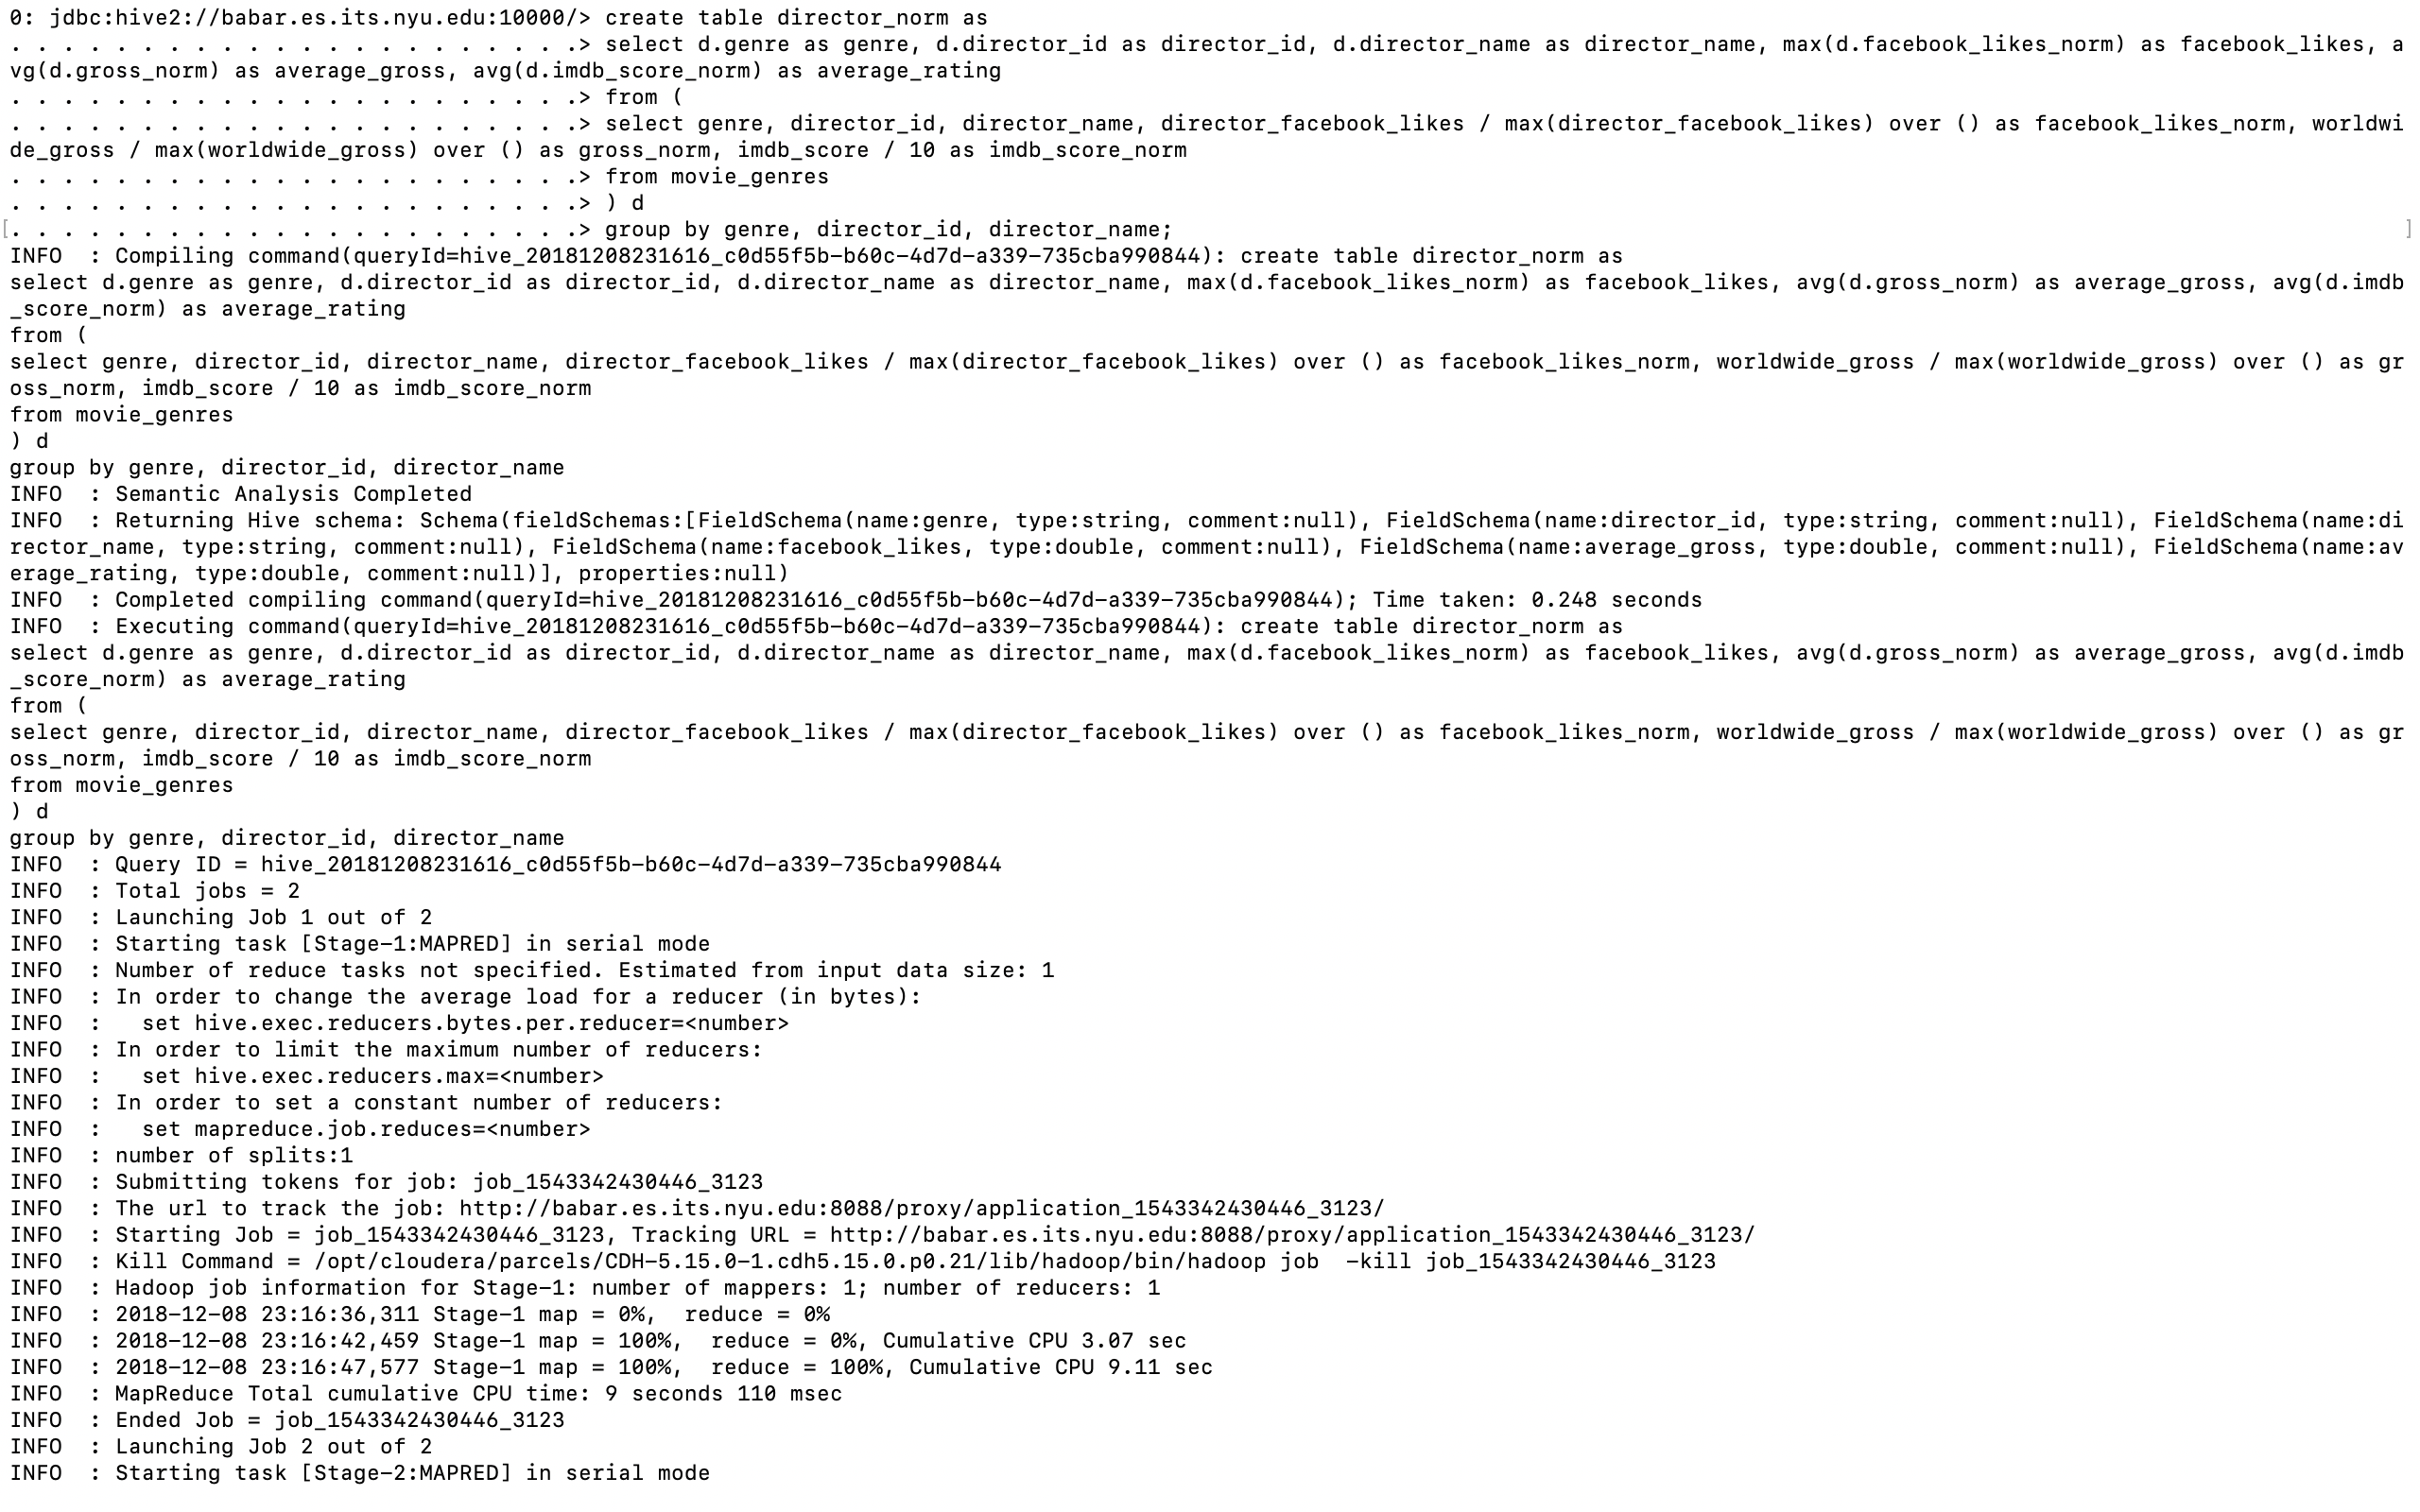 0: jdbc:hive2://babar.es.its.nyu.edu:10000/> create table director_norm as
. . . . . . . . . . . . . . . . . . . . . .> select d.genre as genre, d.director_id as director_id, d.director_name as director_name, max(d.facebook_likes_norm) as facebook_likes, a
vg(d.gross_norm) as average_gross, avg(d.imdb_score_norm) as average_rating
. . . . . . . . . . . . . . . . . . . . . .> from (
. . . . . . . . . . . . . . . . . . . . . .> select genre, director_id, director_name, director_facebook_likes / max(director_facebook_likes) over () as facebook_likes_norm, worldwi
de_gross / max(worldwide_gross) over () as gross_norm, imdb_score / 10 as imdb_score_norm
. . . . . . . . . . . . . . . . . . . . . .> from movie_genres
. . . . . . . . . . . . . . . . . . . . . .> ) d
[. . . . . . . . . . . . . . . . . . . . . .> group by genre, director_id, director_name; ]
INFO  : Compiling command(queryId=hive_20181208231616_c0d55f5b-b60c-4d7d-a339-735cba990844): create table director_norm as
select d.genre as genre, d.director_id as director_id, d.director_name as director_name, max(d.facebook_likes_norm) as facebook_likes, avg(d.gross_norm) as average_gross, avg(d.imdb
_score_norm) as average_rating
from (
select genre, director_id, director_name, director_facebook_likes / max(director_facebook_likes) over () as facebook_likes_norm, worldwide_gross / max(worldwide_gross) over () as gr
oss_norm, imdb_score / 10 as imdb_score_norm
from movie_genres
) d
group by genre, director_id, director_name
INFO  : Semantic Analysis Completed
INFO  : Returning Hive schema: Schema(fieldSchemas:[FieldSchema(name:genre, type:string, comment:null), FieldSchema(name:director_id, type:string, comment:null), FieldSchema(name:di
rector_name, type:string, comment:null), FieldSchema(name:facebook_likes, type:double, comment:null), FieldSchema(name:average_gross, type:double, comment:null), FieldSchema(name:av
erage_rating, type:double, comment:null)], properties:null)
INFO  : Completed compiling command(queryId=hive_20181208231616_c0d55f5b-b60c-4d7d-a339-735cba990844); Time taken: 0.248 seconds
INFO  : Executing command(queryId=hive_20181208231616_c0d55f5b-b60c-4d7d-a339-735cba990844): create table director_norm as
select d.genre as genre, d.director_id as director_id, d.director_name as director_name, max(d.facebook_likes_norm) as facebook_likes, avg(d.gross_norm) as average_gross, avg(d.imdb
_score_norm) as average_rating
from (
select genre, director_id, director_name, director_facebook_likes / max(director_facebook_likes) over () as facebook_likes_norm, worldwide_gross / max(worldwide_gross) over () as gr
oss_norm, imdb_score / 10 as imdb_score_norm
from movie_genres
) d
group by genre, director_id, director_name
INFO  : Query ID = hive_20181208231616_c0d55f5b-b60c-4d7d-a339-735cba990844
INFO  : Total jobs = 2
INFO  : Launching Job 1 out of 2
INFO  : Starting task [Stage-1:MAPRED] in serial mode
INFO  : Number of reduce tasks not specified. Estimated from input data size: 1
INFO  : In order to change the average load for a reducer (in bytes):
INFO  :   set hive.exec.reducers.bytes.per.reducer=<number>
INFO  : In order to limit the maximum number of reducers:
INFO  :   set hive.exec.reducers.max=<number>
INFO  : In order to set a constant number of reducers:
INFO  :   set mapreduce.job.reduces=<number>
INFO  : number of splits:1
INFO  : Submitting tokens for job: job_1543342430446_3123
INFO  : The url to track the job: http://babar.es.its.nyu.edu:8088/proxy/application_1543342430446_3123/
INFO  : Starting Job = job_1543342430446_3123, Tracking URL = http://babar.es.its.nyu.edu:8088/proxy/application_1543342430446_3123/
INFO  : Kill Command = /opt/cloudera/parcels/CDH-5.15.0-1.cdh5.15.0.p0.21/lib/hadoop/bin/hadoop job  -kill job_1543342430446_3123
INFO  : Hadoop job information for Stage-1: number of mappers: 1; number of reducers: 1
INFO  : 2018-12-08 23:16:36,311 Stage-1 map = 0%,  reduce = 0%
INFO  : 2018-12-08 23:16:42,459 Stage-1 map = 100%,  reduce = 0%, Cumulative CPU 3.07 sec
INFO  : 2018-12-08 23:16:47,577 Stage-1 map = 100%,  reduce = 100%, Cumulative CPU 9.11 sec
INFO  : MapReduce Total cumulative CPU time: 9 seconds 110 msec
INFO  : Ended Job = job_1543342430446_3123
INFO  : Launching Job 2 out of 2
INFO  : Starting task [Stage-2:MAPRED] in serial mode